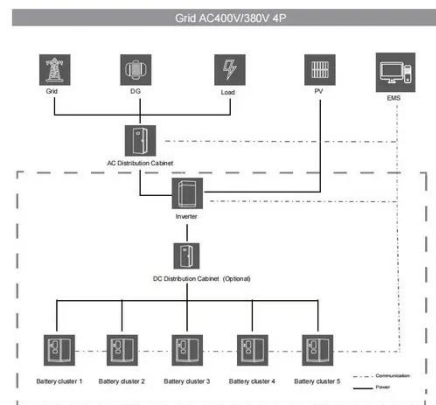 Grid AC400V/380V 4P
Grid
DG
Load
PV
EMS
AC Distribution Cabinet
Inverter
DC Distribution Cabinet (Optional)
Battery cluster 1
Battery cluster 2
Battery cluster 3
Battery cluster 4
Battery cluster 5
Communication
Power